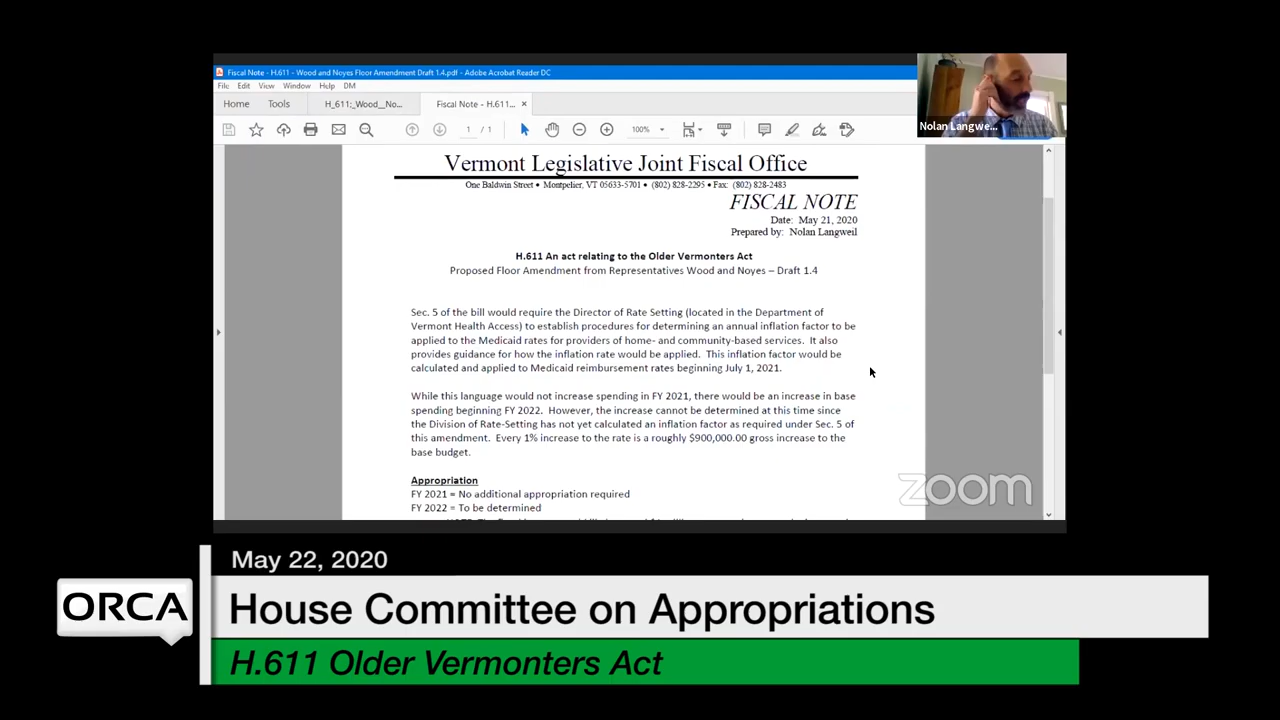 Fiscal Note - H.611 - Wood and Noyes Floor Amendment Draft 1.4.pdf - Adobe Acrobat Reader DC
File Edit View Window Help DM
Home Tools H_611;_Wood__No... Fiscal Note - H.611... ×
1 / 1 100%
Nolan Langwe...
Vermont Legislative Joint Fiscal Office
One Baldwin Street • Montpelier, VT 05633-5701 • (802) 828-2295 • Fax: (802) 828-2483
FISCAL NOTE
Date: May 21, 2020
Prepared by: Nolan Langweil
H.611 An act relating to the Older Vermonters Act
Proposed Floor Amendment from Representatives Wood and Noyes – Draft 1.4
Sec. 5 of the bill would require the Director of Rate Setting (located in the Department of
Vermont Health Access) to establish procedures for determining an annual inflation factor to be
applied to the Medicaid rates for providers of home- and community-based services. It also
provides guidance for how the inflation rate would be applied. This inflation factor would be
calculated and applied to Medicaid reimbursement rates beginning July 1, 2021.
While this language would not increase spending in FY 2021, there would be an increase in base
spending beginning FY 2022. However, the increase cannot be determined at this time since
the Division of Rate-Setting has not yet calculated an inflation factor as required under Sec. 5 of
this amendment. Every 1% increase to the rate is a roughly $900,000.00 gross increase to the
base budget.
Appropriation
FY 2021 = No additional appropriation required
FY 2022 = To be determined
zoom
May 22, 2020
ORCA
House Committee on Appropriations
H.611 Older Vermonters Act